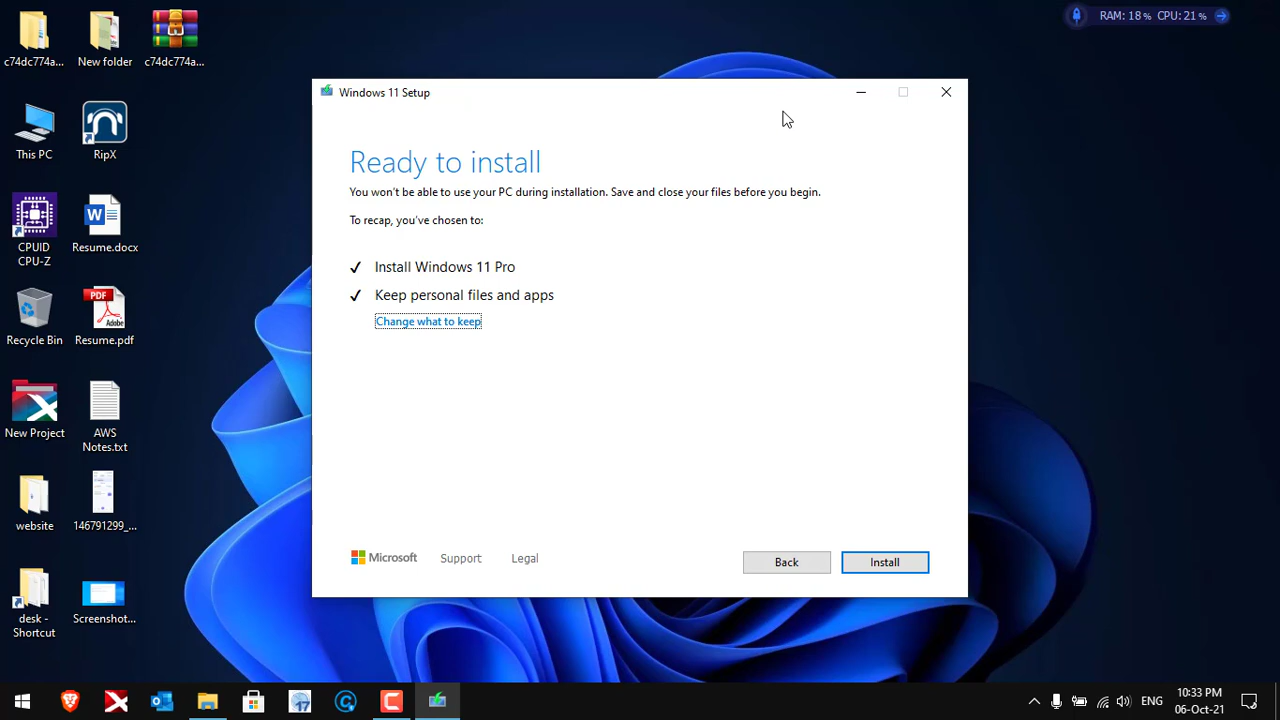 RAM: 18 % CPU: 21 %
c74dc774a...
New folder
c74dc774a...
This PC
RipX
CPUID
CPU-Z
Resume.docx
Recycle Bin
PDF
Adobe
Resume.pdf
New Project
AWS
Notes.txt
website
146791299_...
desk -
Shortcut
Screenshot...
Windows 11 Setup
Ready to install
You won't be able to use your PC during installation. Save and close your files before you begin.
To recap, you've chosen to:
Install Windows 11 Pro
Keep personal files and apps
Change what to keep
Microsoft
Support
Legal
Back
Install
17
ENG
10:33 PM
06-Oct-21